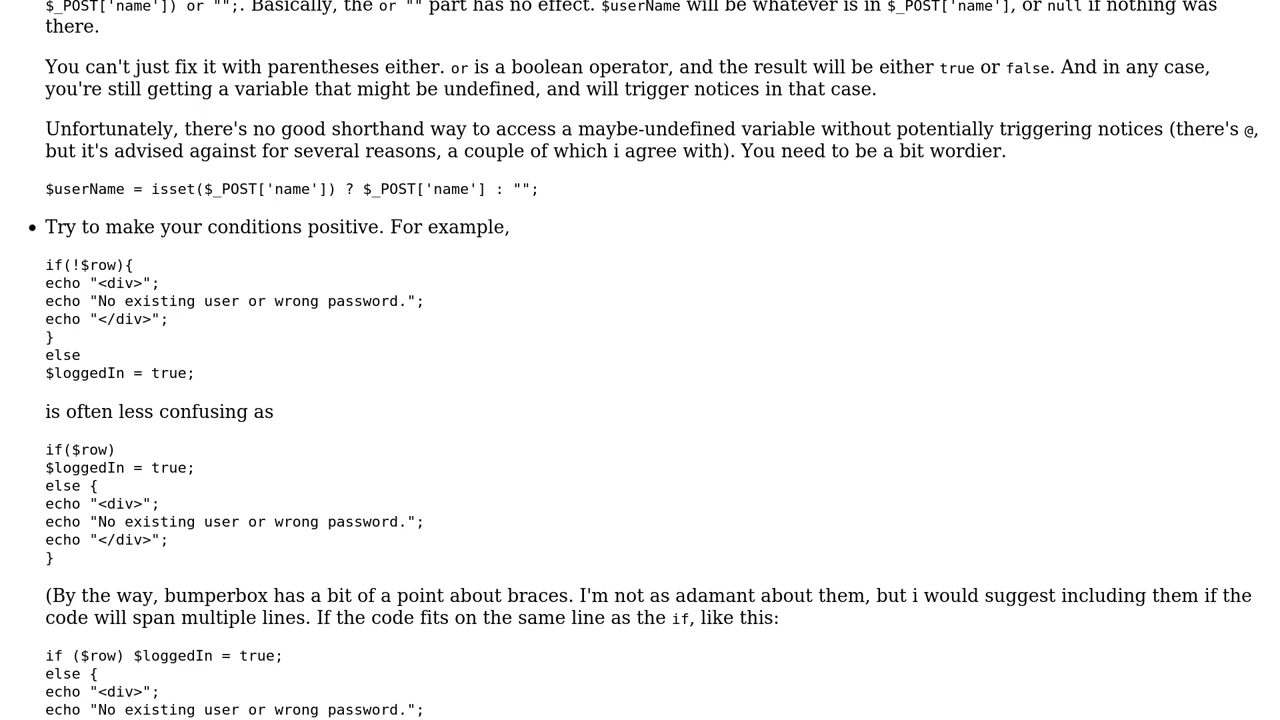 $_POST['name']) or "";. Basically, the or "" part has no effect. $userName will be whatever is in $_POST['name'], or null if nothing was
there.
You can't just fix it with parentheses either. or is a boolean operator, and the result will be either true or false. And in any case,
you're still getting a variable that might be undefined, and will trigger notices in that case.
Unfortunately, there's no good shorthand way to access a maybe-undefined variable without potentially triggering notices (there's @,
but it's advised against for several reasons, a couple of which i agree with). You need to be a bit wordier.
$userName = isset($_POST['name']) ? $_POST['name'] : "";
• Try to make your conditions positive. For example,
if(!$row){
echo "<div>";
echo "No existing user or wrong password.";
echo "</div>";
}
else
$loggedIn = true;
is often less confusing as
if($row)
$loggedIn = true;
else {
echo "<div>";
echo "No existing user or wrong password.";
echo "</div>";
}
(By the way, bumperbox has a bit of a point about braces. I'm not as adamant about them, but i would suggest including them if the
code will span multiple lines. If the code fits on the same line as the if, like this:
if ($row) $loggedIn = true;
else {
echo "<div>";
echo "No existing user or wrong password.";